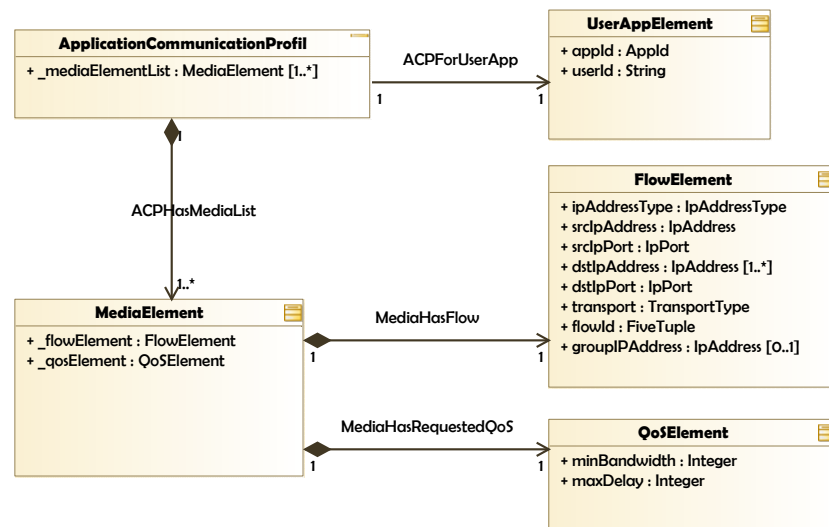 ApplicationCommunicationProfil
+ _mediaElementList : MediaElement [1..*]
ACPForUserApp
1
1
UserAppElement
+ appId : AppId
+ userId : String
1
ACPHasMediaList
1..*
MediaElement
+ _flowElement : FlowElement
+ _qosElement : QoSElement
MediaHasFlow
1
1
FlowElement
+ ipAddressType : IpAddressType
+ srcIpAddress : IpAddress
+ srcIpPort : IpPort
+ dstIpAddress : IpAddress [1..*]
+ dstIpPort : IpPort
+ transport : TransportType
+ flowId : FiveTuple
+ groupIPAddress : IpAddress [0..1]
MediaHasRequestedQoS
1
1
QoSElement
+ minBandwidth : Integer
+ maxDelay : Integer